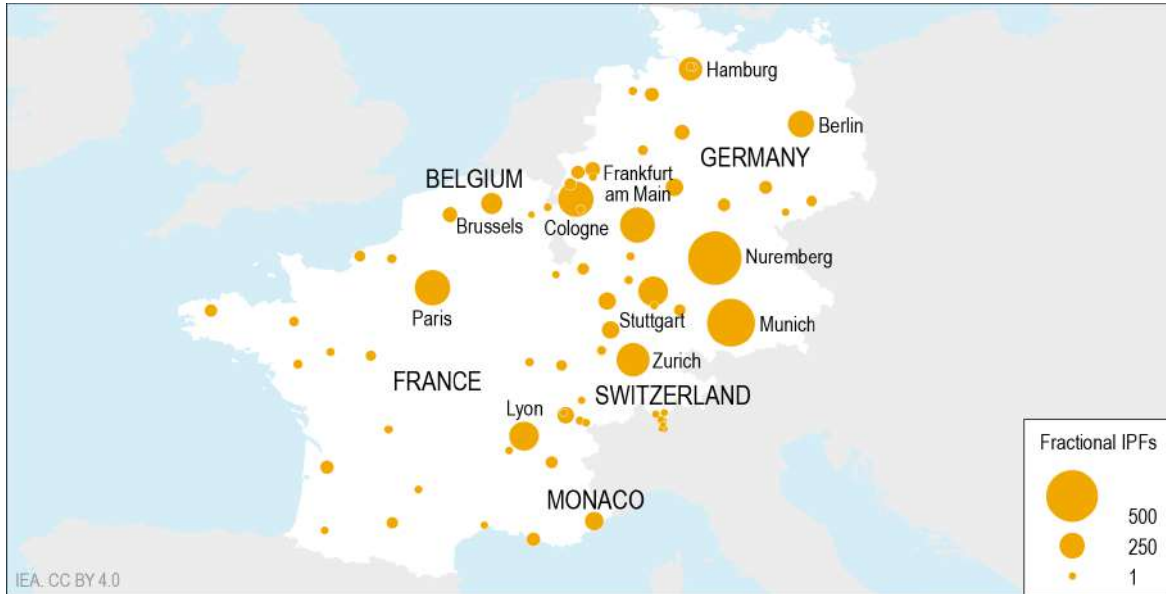 Hamburg
Berlin
GERMANY
Frankfurt
am Main
BELGIUM
Brussels
Cologne
Nuremberg
Paris
Stuttgart
Munich
Zurich
FRANCE
SWITZERLAND
Lyon
MONACO
Fractional IPFs
500
250
1
IEA. CC BY 4.0